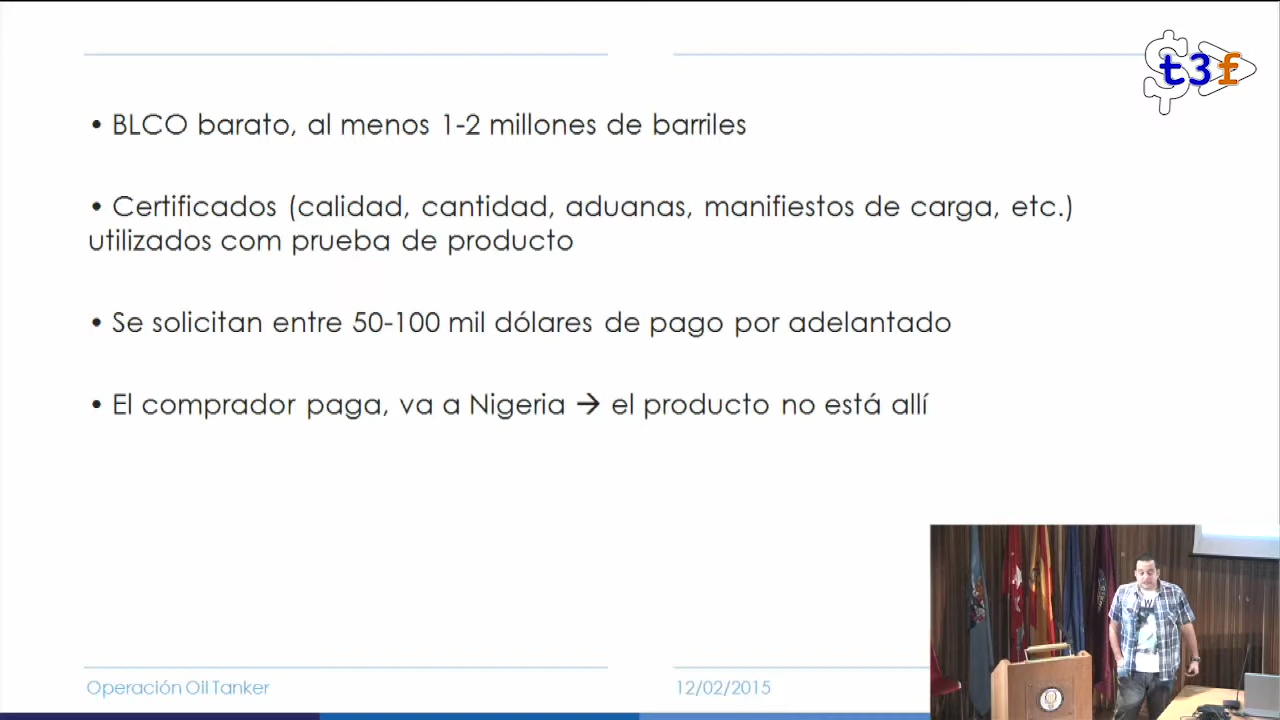 t3f
• BLCO barato, al menos 1-2 millones de barriles
• Certificados (calidad, cantidad, aduanas, manifiestos de carga, etc.)
utilizados com prueba de producto
• Se solicitan entre 50-100 mil dólares de pago por adelantado
• El comprador paga, va a Nigeria → el producto no está allí
Operación Oil Tanker
12/02/2015